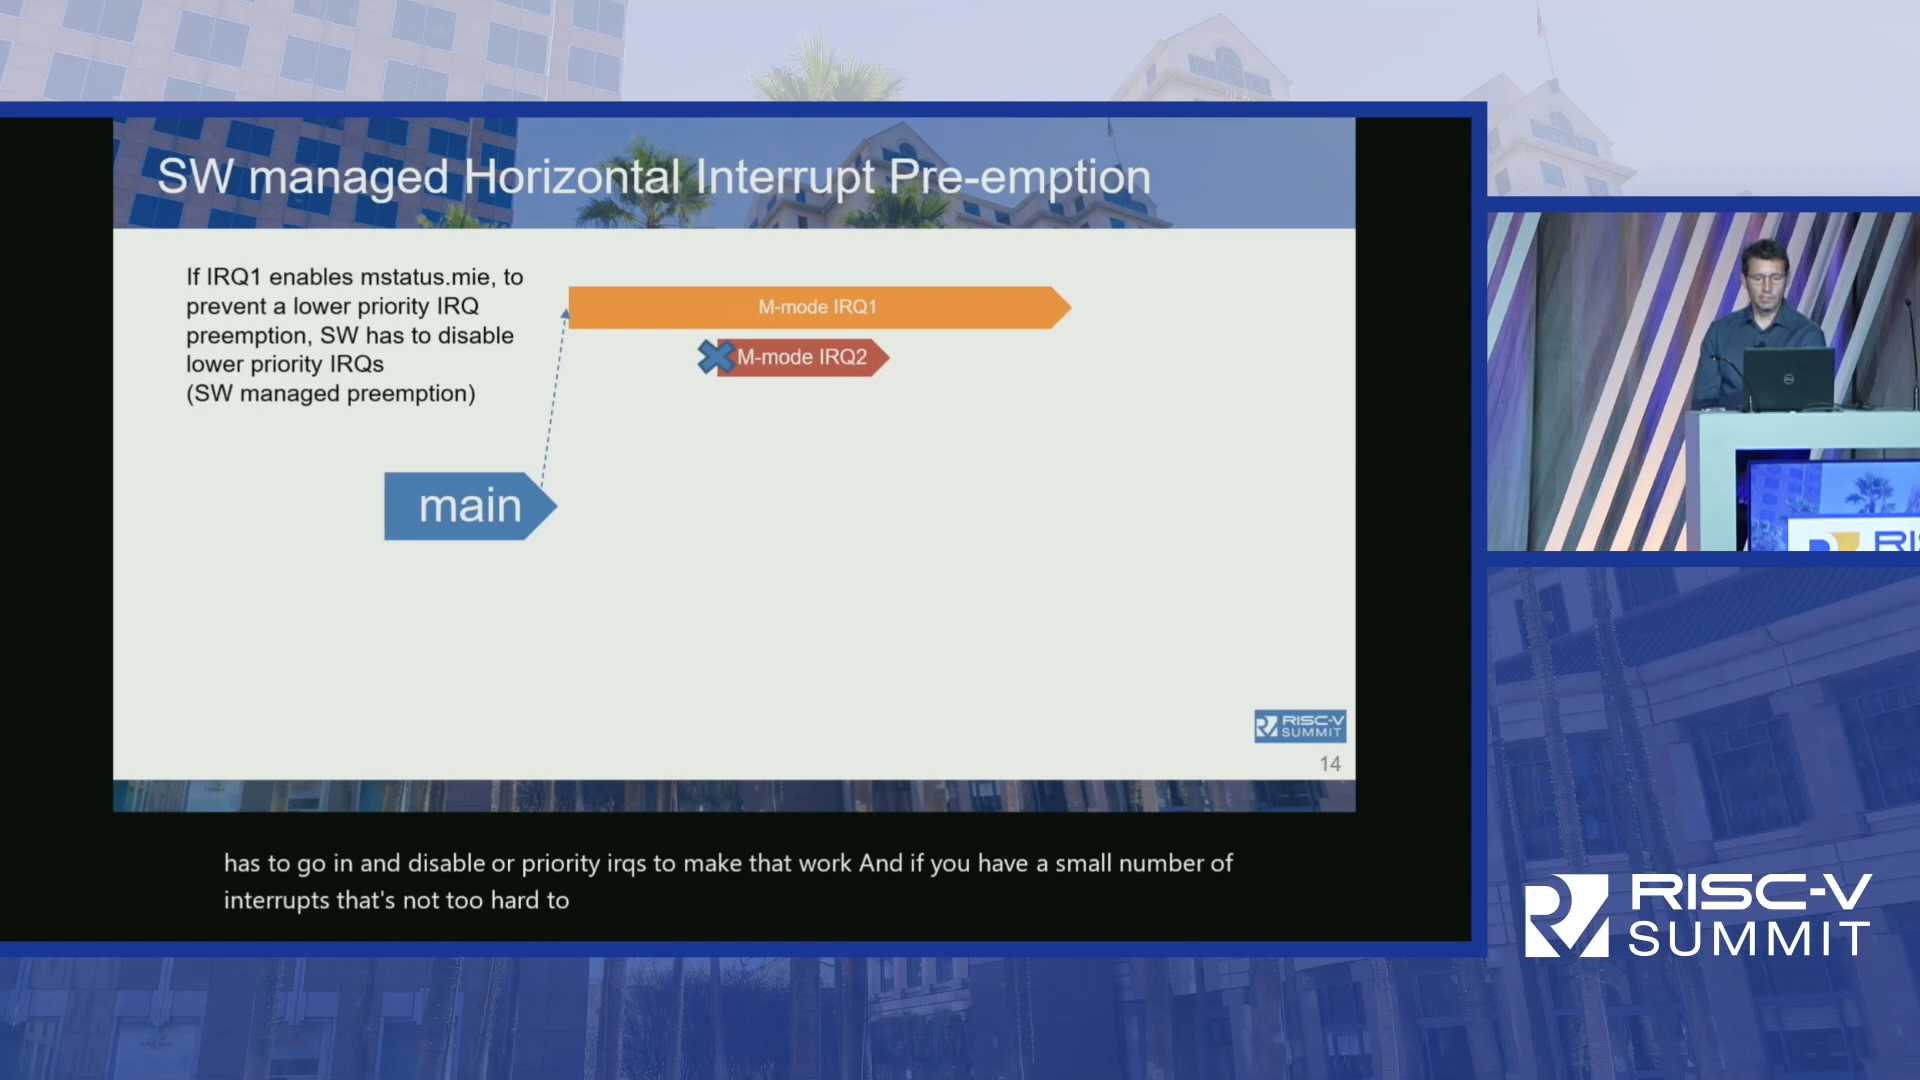 SW managed Horizontal Interrupt Pre-emption
If IRQ1 enables mstatus.mie, to
prevent a lower priority IRQ
preemption, SW has to disable
lower priority IRQs
(SW managed preemption)
M-mode IRQ1
M-mode IRQ2
main
RISC-V
SUMMIT
14
has to go in and disable or priority irqs to make that work And if you have a small number of
interrupts that's not too hard to
RISC-V
SUMMIT